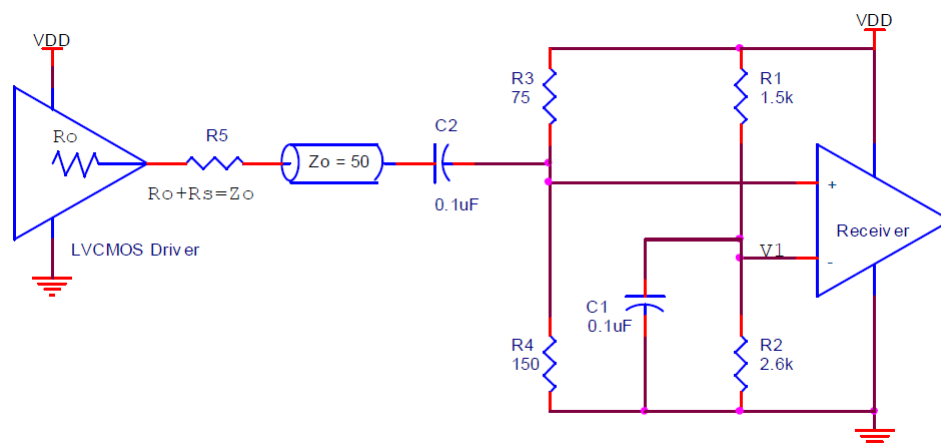 VDD
VDD
R3
75
R1
1.5k
Ro
R5
C2
Zo = 50
Ro+Rs=Zo
0.1uF
+
Receiver
LVCMOS Driver
V1
-
C1
0.1uF
R4
150
R2
2.6k